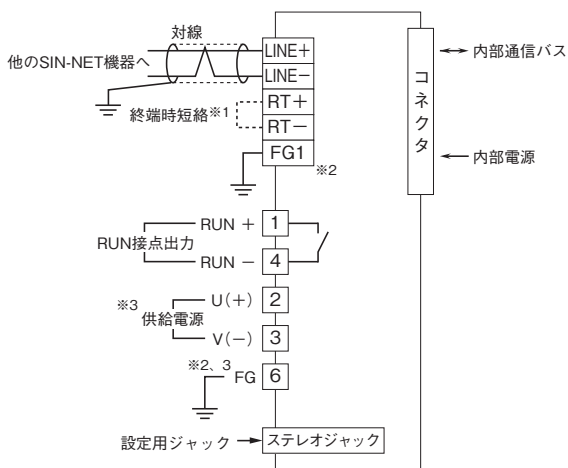 対線
他のSIN-NET機器へ
LINE+
LINE−
終端時短絡※1
RT+
RT−
FG1
※2
コネクタ
内部通信バス
内部電源
RUN接点出力
RUN +
1
RUN −
4
※3
供給電源
U(+)
2
V(−)
3
※2、3
FG
6
設定用ジャック
ステレオジャック